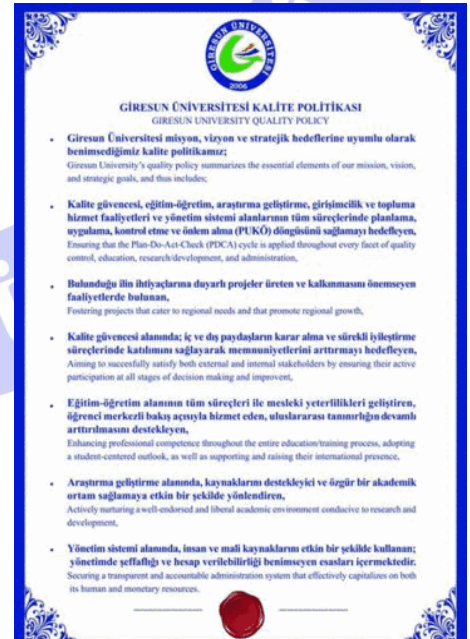 GİRESUN ÜNİVERSİTESİ
2006
GİRESUN ÜNİVERSİTESİ KALİTE POLİTİKASI
GIRESUN UNIVERSITY QUALITY POLICY
• Giresun Üniversitesi misyon, vizyon ve stratejik hedeflerine uyumlu olarak
benimsediğimiz kalite politikamız;
Giresun University's quality policy summarizes the essential elements of our mission, vision,
and strategic goals, and thus includes;
• Kalite güvencesi, eğitim-öğretim, araştırma geliştirme, girişimcilik ve topluma
hizmet faaliyetleri ve yönetim sistemi alanlarının tüm süreçlerinde planlama,
uygulama, kontrol etme ve önlem alma (PUKÖ) döngüsünü sağlamayı hedefleyen,
Ensuring that the Plan-Do-Act-Check (PDCA) cycle is applied throughout every facet of quality
control, education, research/development, and administration,
• Bulunduğu ilin ihtiyaçlarına duyarlı projeler üreten ve kalkınmasını önemseyen
faaliyetlerde bulunan,
Fostering projects that cater to regional needs and that promote regional growth,
• Kalite güvencesi alanında; iç ve dış paydaşların karar alma ve sürekli iyileştirme
süreçlerinde katılımını sağlayarak memnuniyetlerini arttırmayı hedefleyen,
Aiming to succesfully satisfy both external and internal stakeholders by ensuring their active
participation at all stages of decision making and improvent,
• Eğitim-öğretim alanının tüm süreçleri ile mesleki yeterlilikleri geliştiren,
öğrenci merkezli bakış açısıyla hizmet eden, uluslararası tanınırlığın devamlı
arttırılmasını destekleyen,
Enhancing professional competence throughout the entire education/training process, adopting
a student-centered outlook, as well as supporting and raising their international presence,
• Araştırma geliştirme alanında, kaynaklarını destekleyici ve özgür bir akademik
ortam sağlamaya etkin bir şekilde yönlendiren,
Actively nurturing a well-endorsed and liberal academic environment conducive to research and
development,
• Yönetim sistemi alanında, insan ve mali kaynaklarını etkin bir şekilde kullanan;
yönetimde şeffaflığı ve hesap verilebilirliği benimseyen esasları içermektedir.
Securing a transparent and accountable administration system that effectively capitalizes on both
its human and monetary resources.